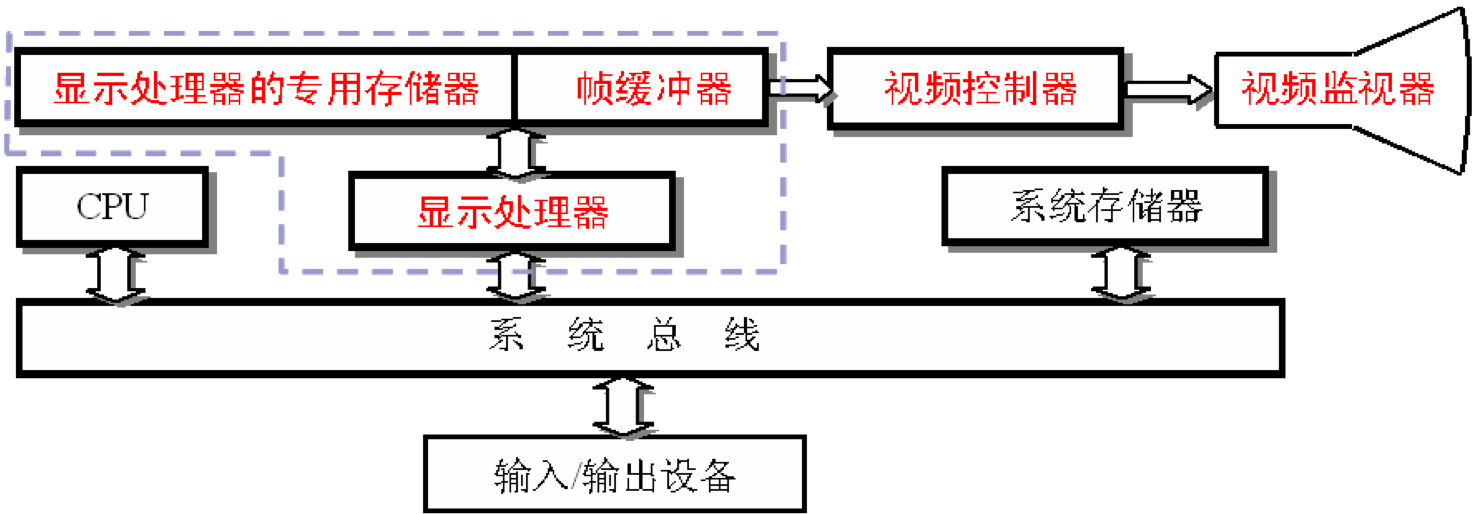 显示处理器的专用存储器
帧缓冲器
视频控制器
视频监视器
CPU
显示处理器
系统存储器
系 统 总 线
输入/输出设备